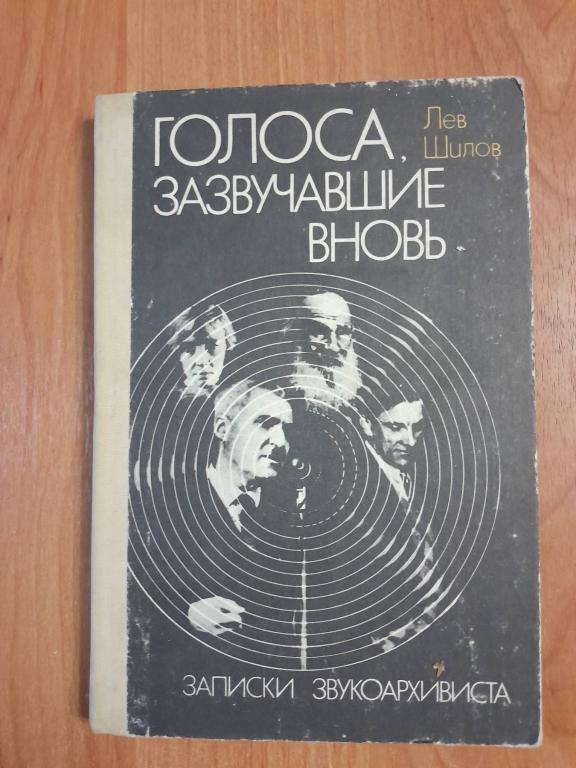 ГОЛОСА,
ЗАЗВУЧАВШИЕ
ВНОВЬ
Лев
Шилов
ЗАПИСКИ ЗВУКОАРХИВИСТА